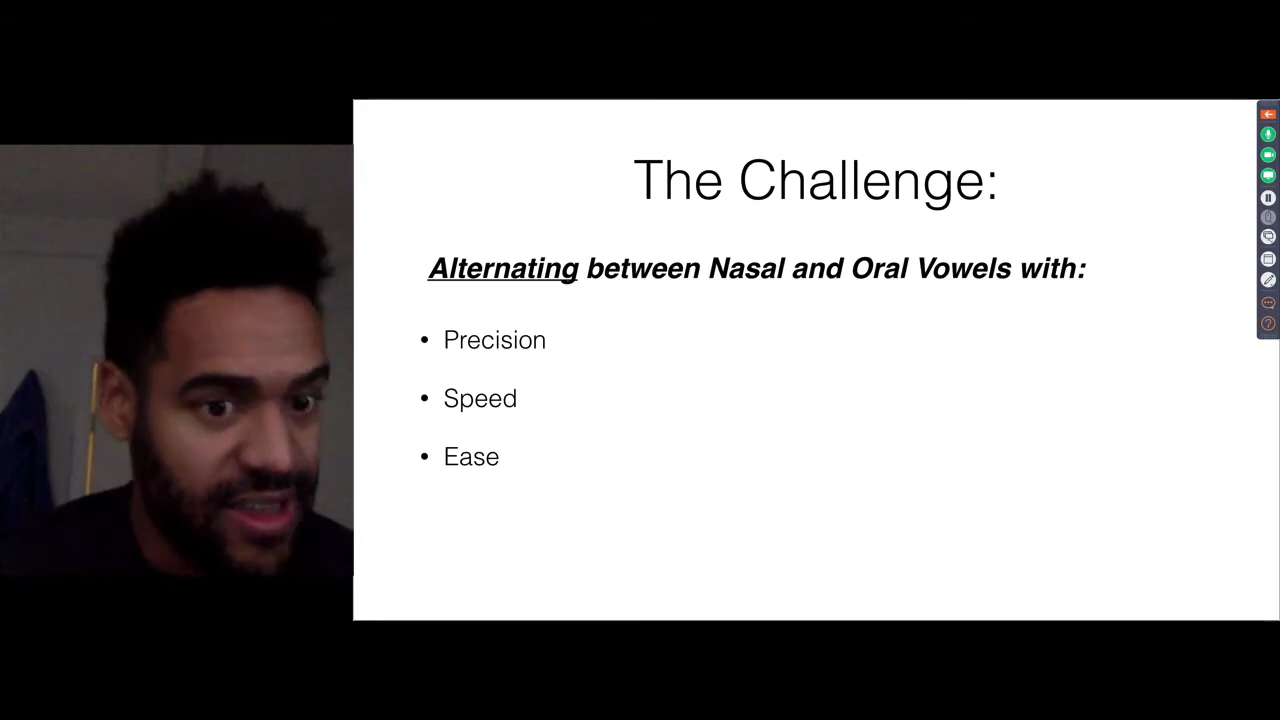 The Challenge:
Alternating between Nasal and Oral Vowels with:
• Precision
• Speed
• Ease